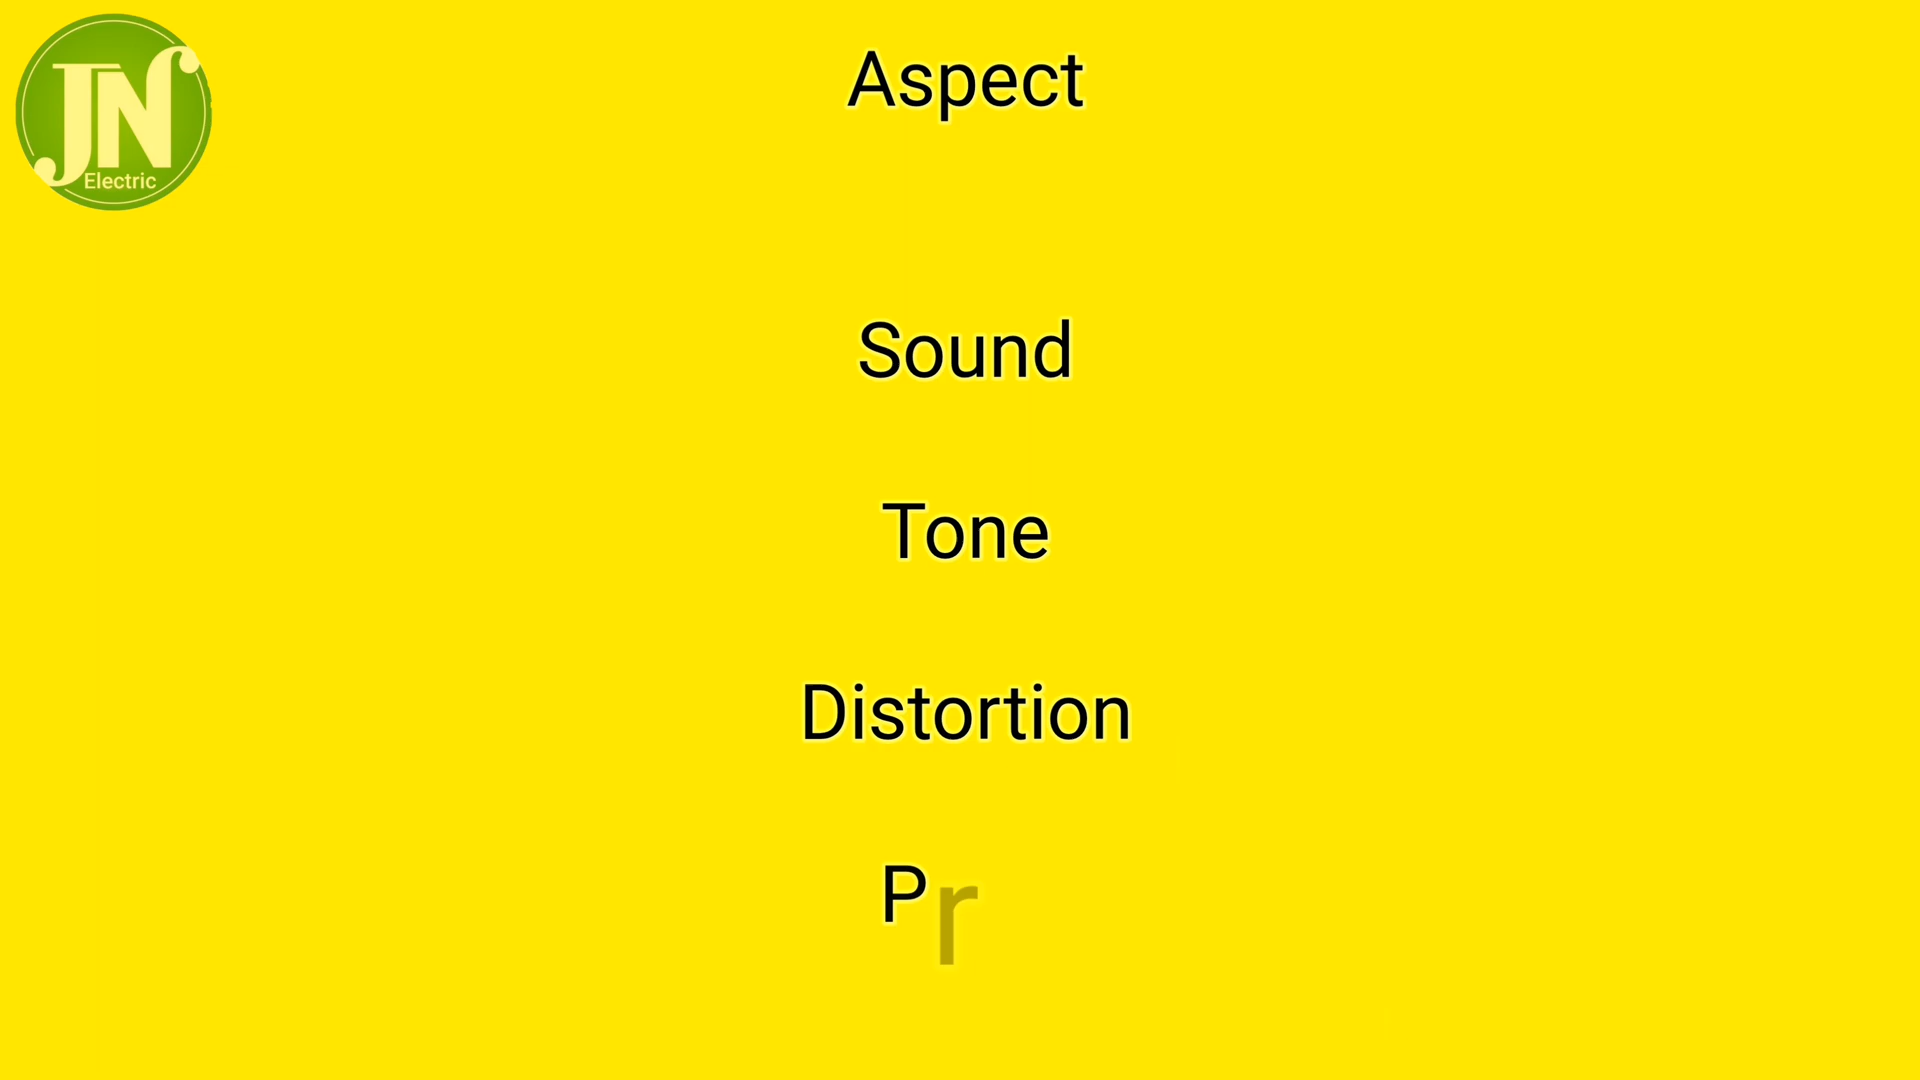 JN
Electric
Aspect
Sound
Tone
Distortion
Pr